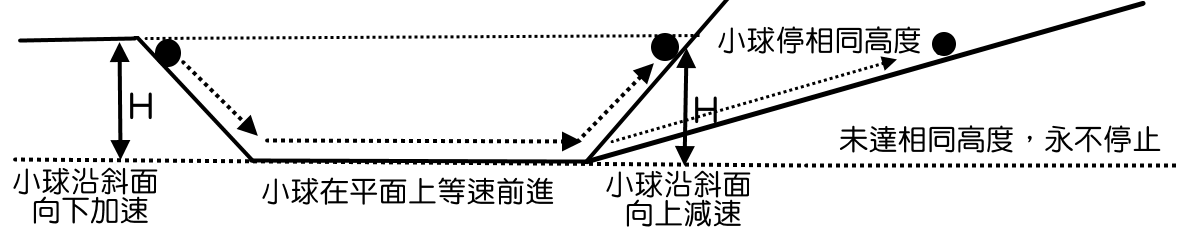 小球停相同高度
H
H
未達相同高度，永不停止
小球沿斜面
向下加速
小球在平面上等速前進
小球沿斜面
向上減速